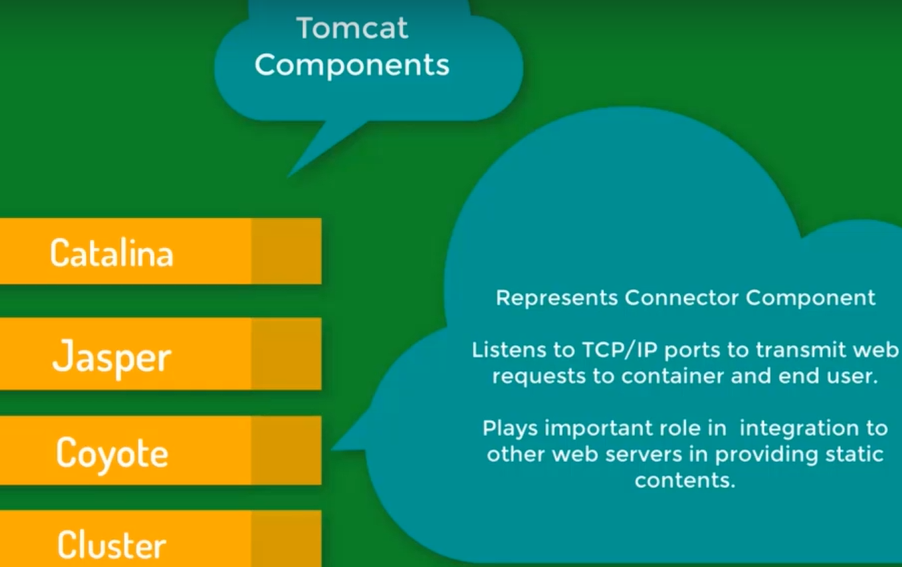 Tomcat
Components
Catalina
Jasper
Coyote
Cluster
Represents Connector Component
Listens to TCP/IP ports to transmit web
requests to container and end user.
Plays important role in integration to
other web servers in providing static
contents.